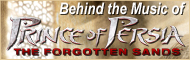 Behind the Music of
PRINCE OF PERSIA
THE FORGOTTEN SANDS